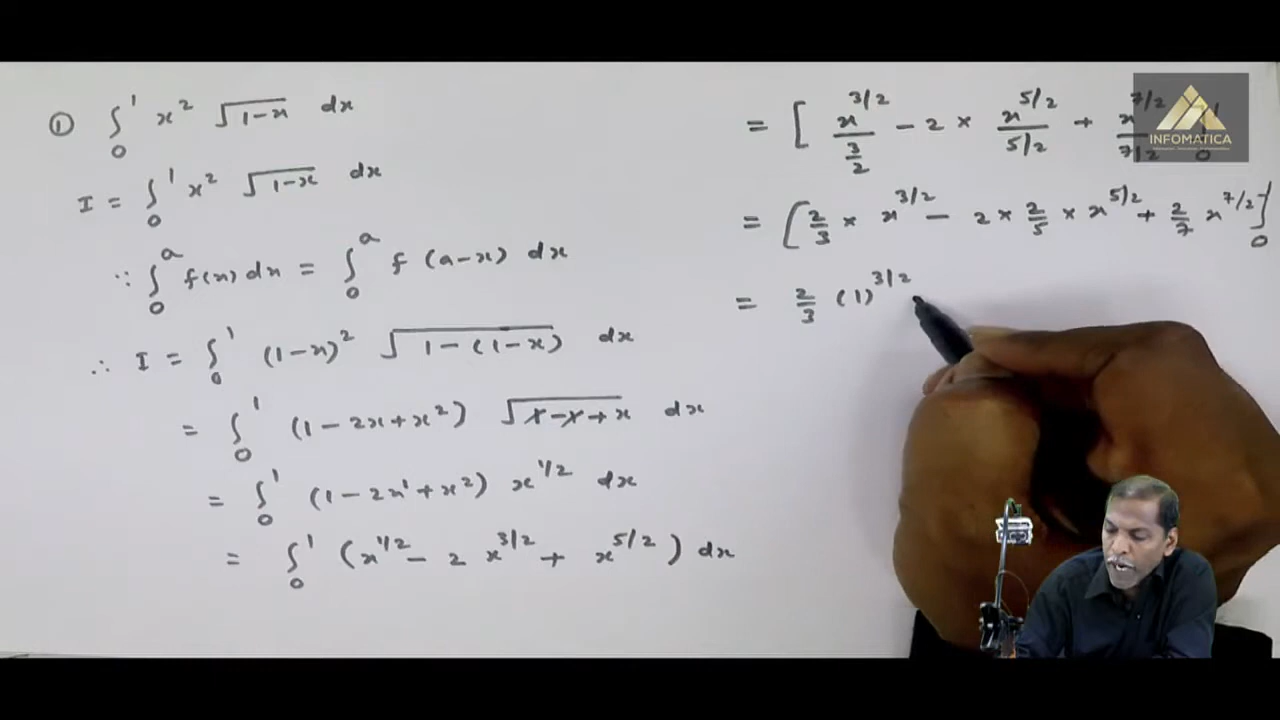 ① ∫₀¹ x² √(1-x) dx
I = ∫₀¹ x² √(1-x) dx
∵ ∫₀ᵃ f(x) dx = ∫₀ᵃ f (a-x) dx
∴ I = ∫₀¹ (1-x)² √(1-(1-x)) dx
= ∫₀¹ (1-2x+x²) √(1-1+x) dx
= ∫₀¹ (1-2x¹+x²) x^1/2 dx
= ∫₀¹ (x^1/2 - 2 x^3/2 + x^5/2) dx
= [ x^3/2 / (3/2) - 2 × x^5/2 / (5/2) + x^7/2 / (7/2) ]₀¹
= [ 2/3 × x^3/2 - 2 × 2/5 × x^5/2 + 2/7 x^7/2 ]₀
= 2/3 (1)^3/2
INFOMATICA